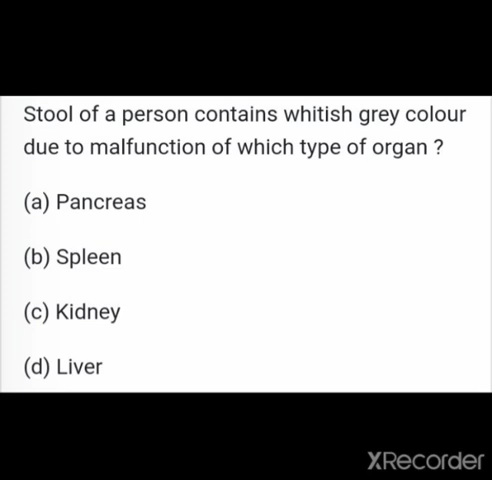 Stool of a person contains whitish grey colour
due to malfunction of which type of organ ?
(a) Pancreas
(b) Spleen
(c) Kidney
(d) Liver
XRecorder